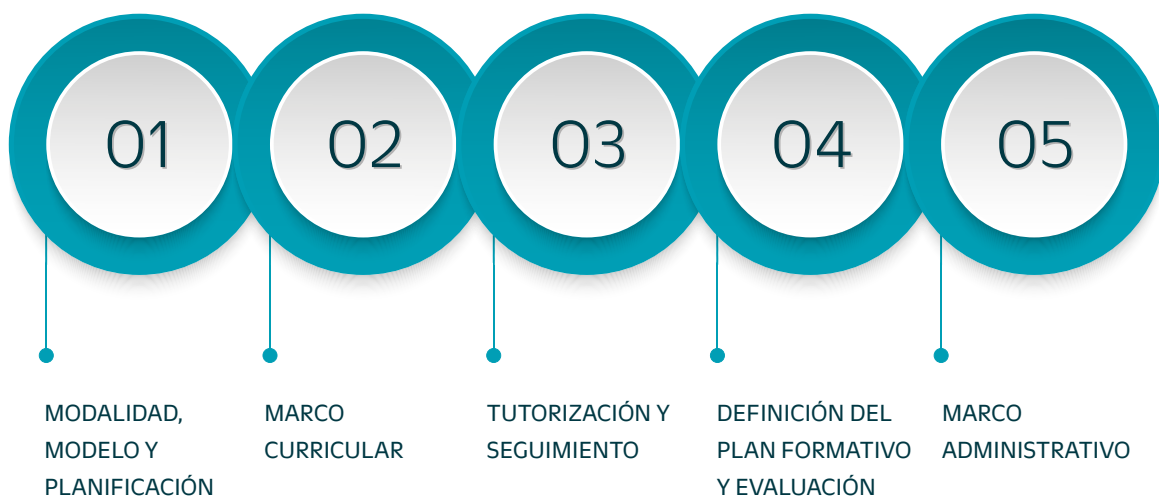 01
02
03
04
05
MODALIDAD,
MODELO Y
PLANIFICACIÓN
MARCO
CURRICULAR
TUTORIZACIÓN Y
SEGUIMIENTO
DEFINICIÓN DEL
PLAN FORMATIVO
Y EVALUACIÓN
MARCO
ADMINISTRATIVO